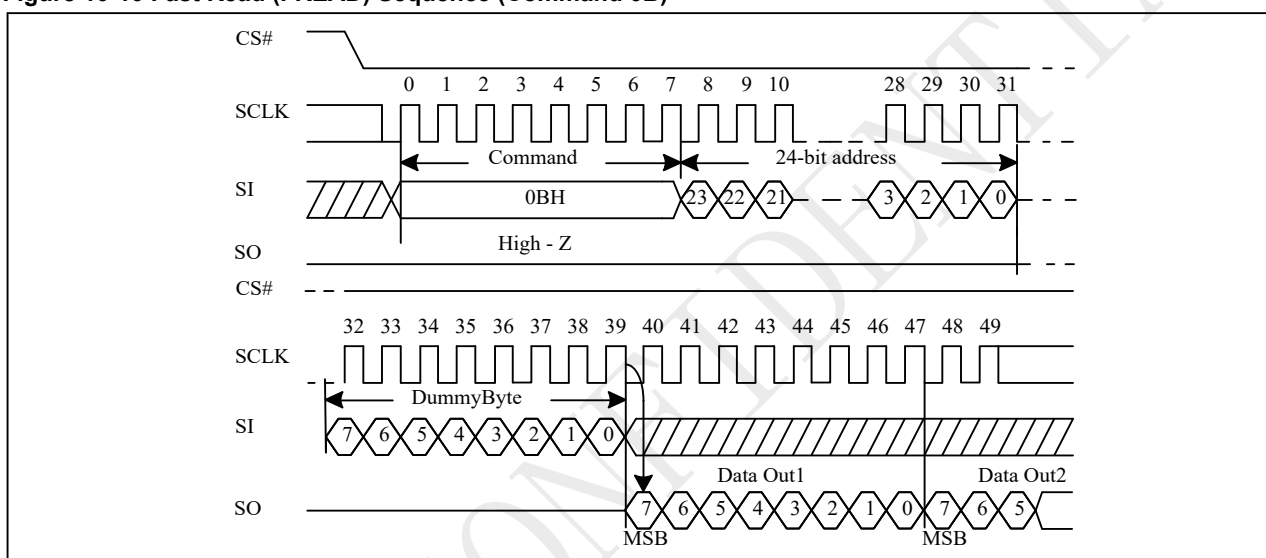 Figure 10-10 Fast Read (FREAD) Sequence (Command 0B)
CS#
0 1 2 3 4 5 6 7 8 9 10 28 29 30 31
SCLK
Command 24-bit address
SI 0BH 23 22 21 3 2 1 0
High - Z
SO
CS#
32 33 34 35 36 37 38 39 40 41 42 43 44 45 46 47 48 49
SCLK
DummyByte
SI 7 6 5 4 3 2 1 0
Data Out1 Data Out2
SO 7 6 5 4 3 2 1 0 7 6 5
MSB MSB
CONFIDENTIA